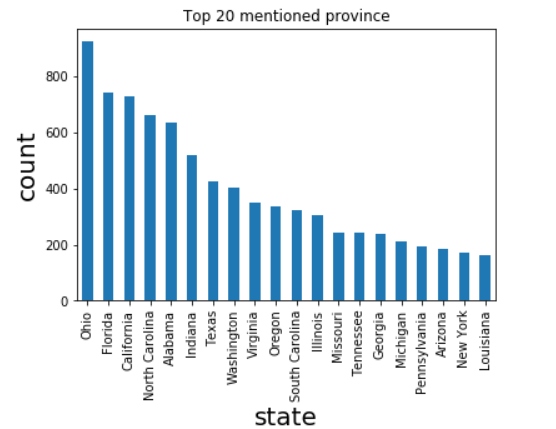 Top 20 mentioned province
count
800
600
400
200
0
Ohio
Florida
California
North Carolina
Alabama
Indiana
Texas
Washington
Virginia
Oregon
South Carolina
Illinois
Missouri
Tennessee
Georgia
Michigan
Pennsylvania
Arizona
New York
Louisiana
state